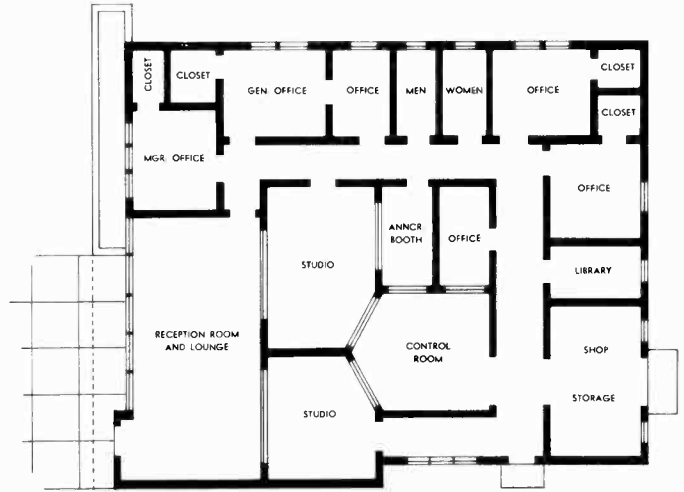 CLOSET
CLOSET
GEN. OFFICE
OFFICE
MEN
WOMEN
OFFICE
CLOSET
CLOSET
MGR. OFFICE
OFFICE
ANNCR
BOOTH
OFFICE
STUDIO
LIBRARY
RECEPTION ROOM
AND LOUNGE
CONTROL
ROOM
SHOP
STORAGE
STUDIO